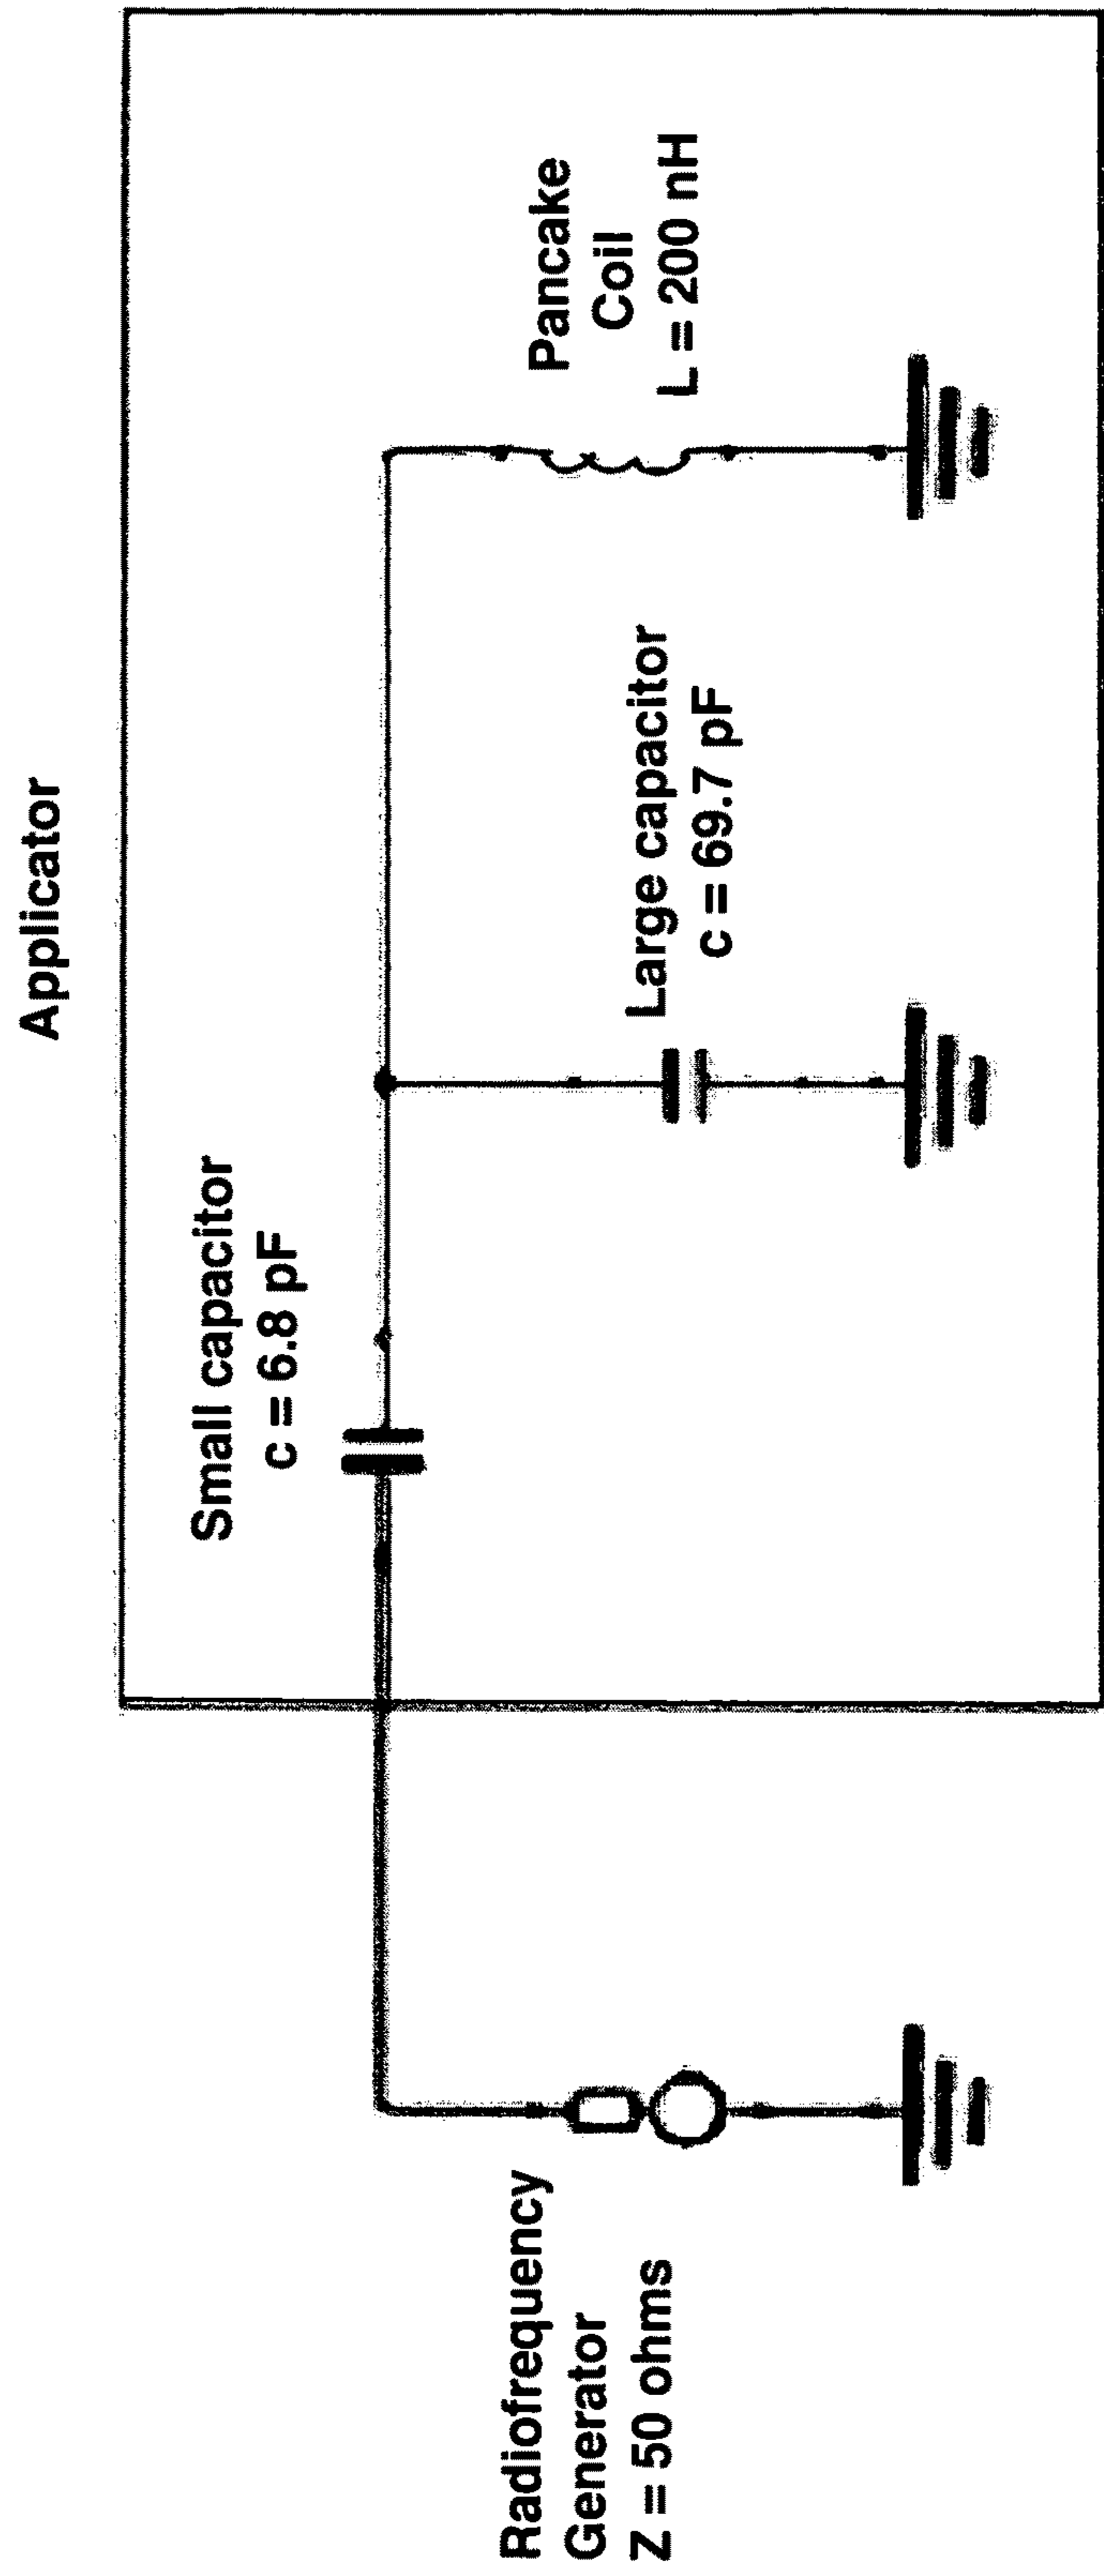 Applicator
Small capacitor
c = 6.8 pF
Large capacitor
c = 69.7 pF
Pancake
Coil
L = 200 nH
Radiofrequency
Generator
Z = 50 ohms